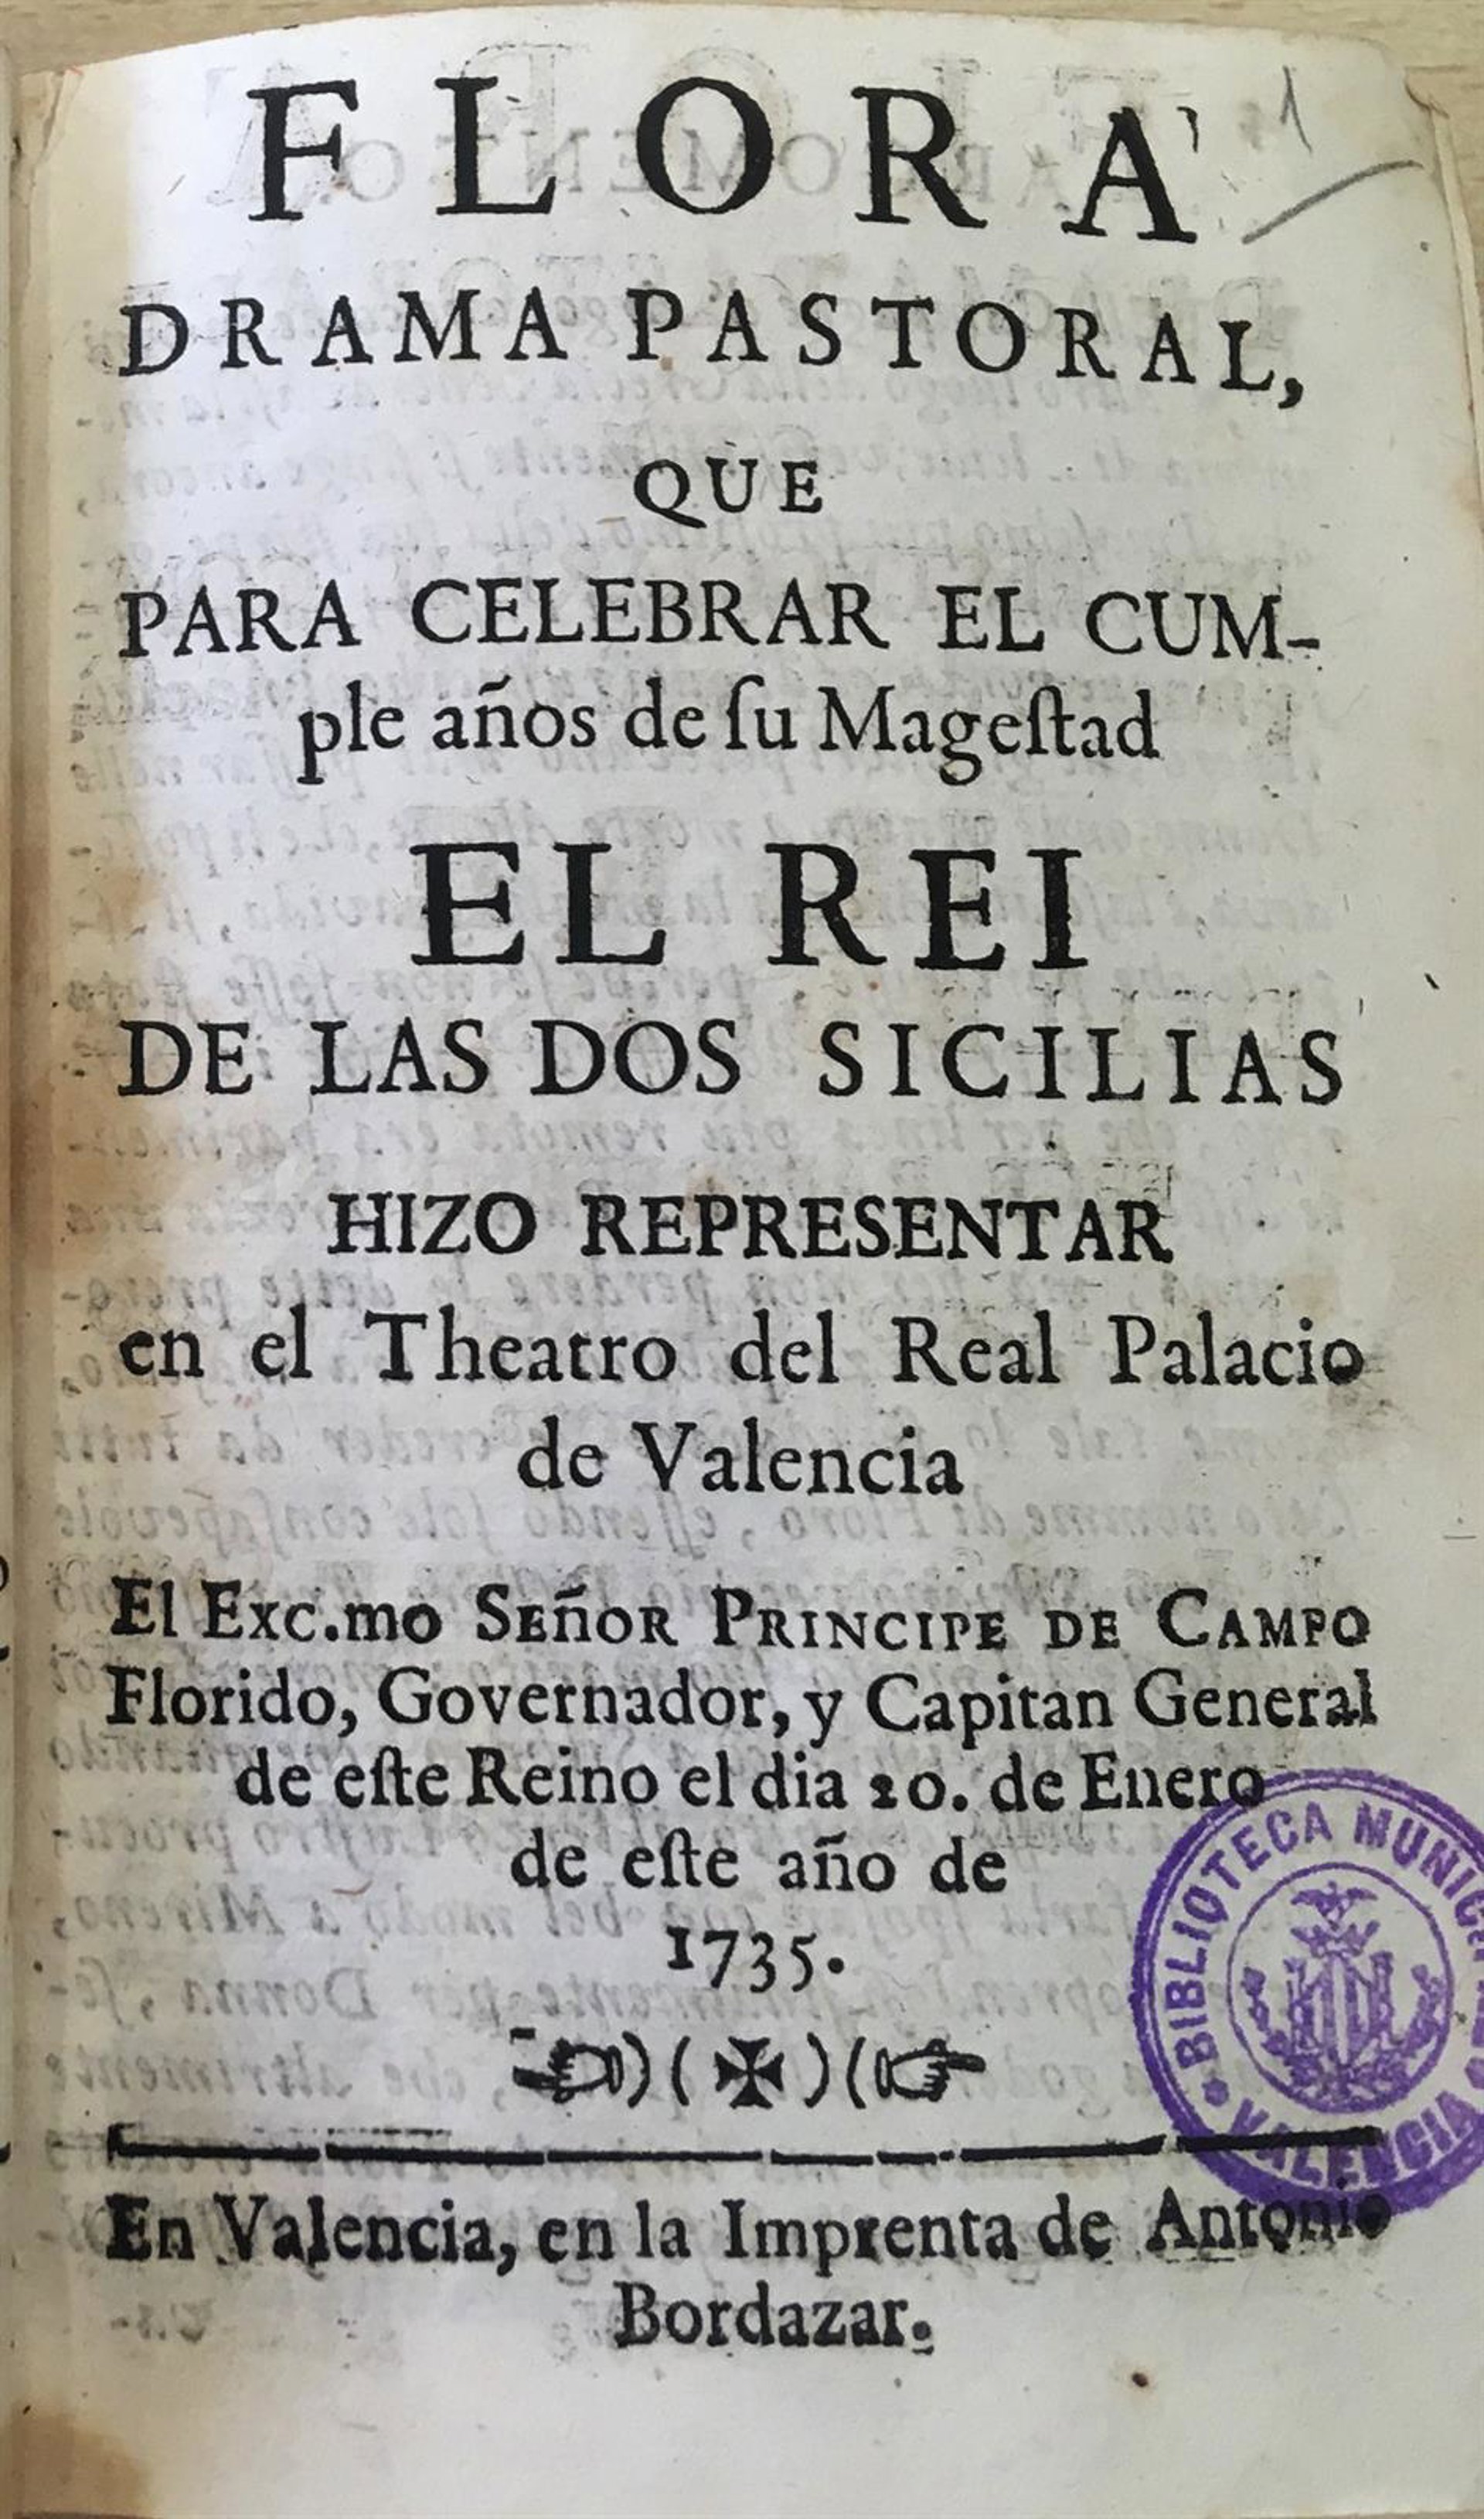 FLORA
1
DRAMA PASTORAL,
QUE
PARA CELEBRAR EL CUM-
ple años de ſu Mageſtad
EL REI
DE LAS DOS SICILIAS
HIZO REPRESENTAR
en el Theatro del Real Palacio
de Valencia
El Exc.mo Señor Principe de Campo
Florido, Governador, y Capitan General
de eſte Reino el dia 20. de Enero
de eſte año de
1735.
☜)(✠)(☞
BIBLIOTECA MUNIC
VALENCIA
En Valencia, en la Imprenta de Antonio
Bordazar.